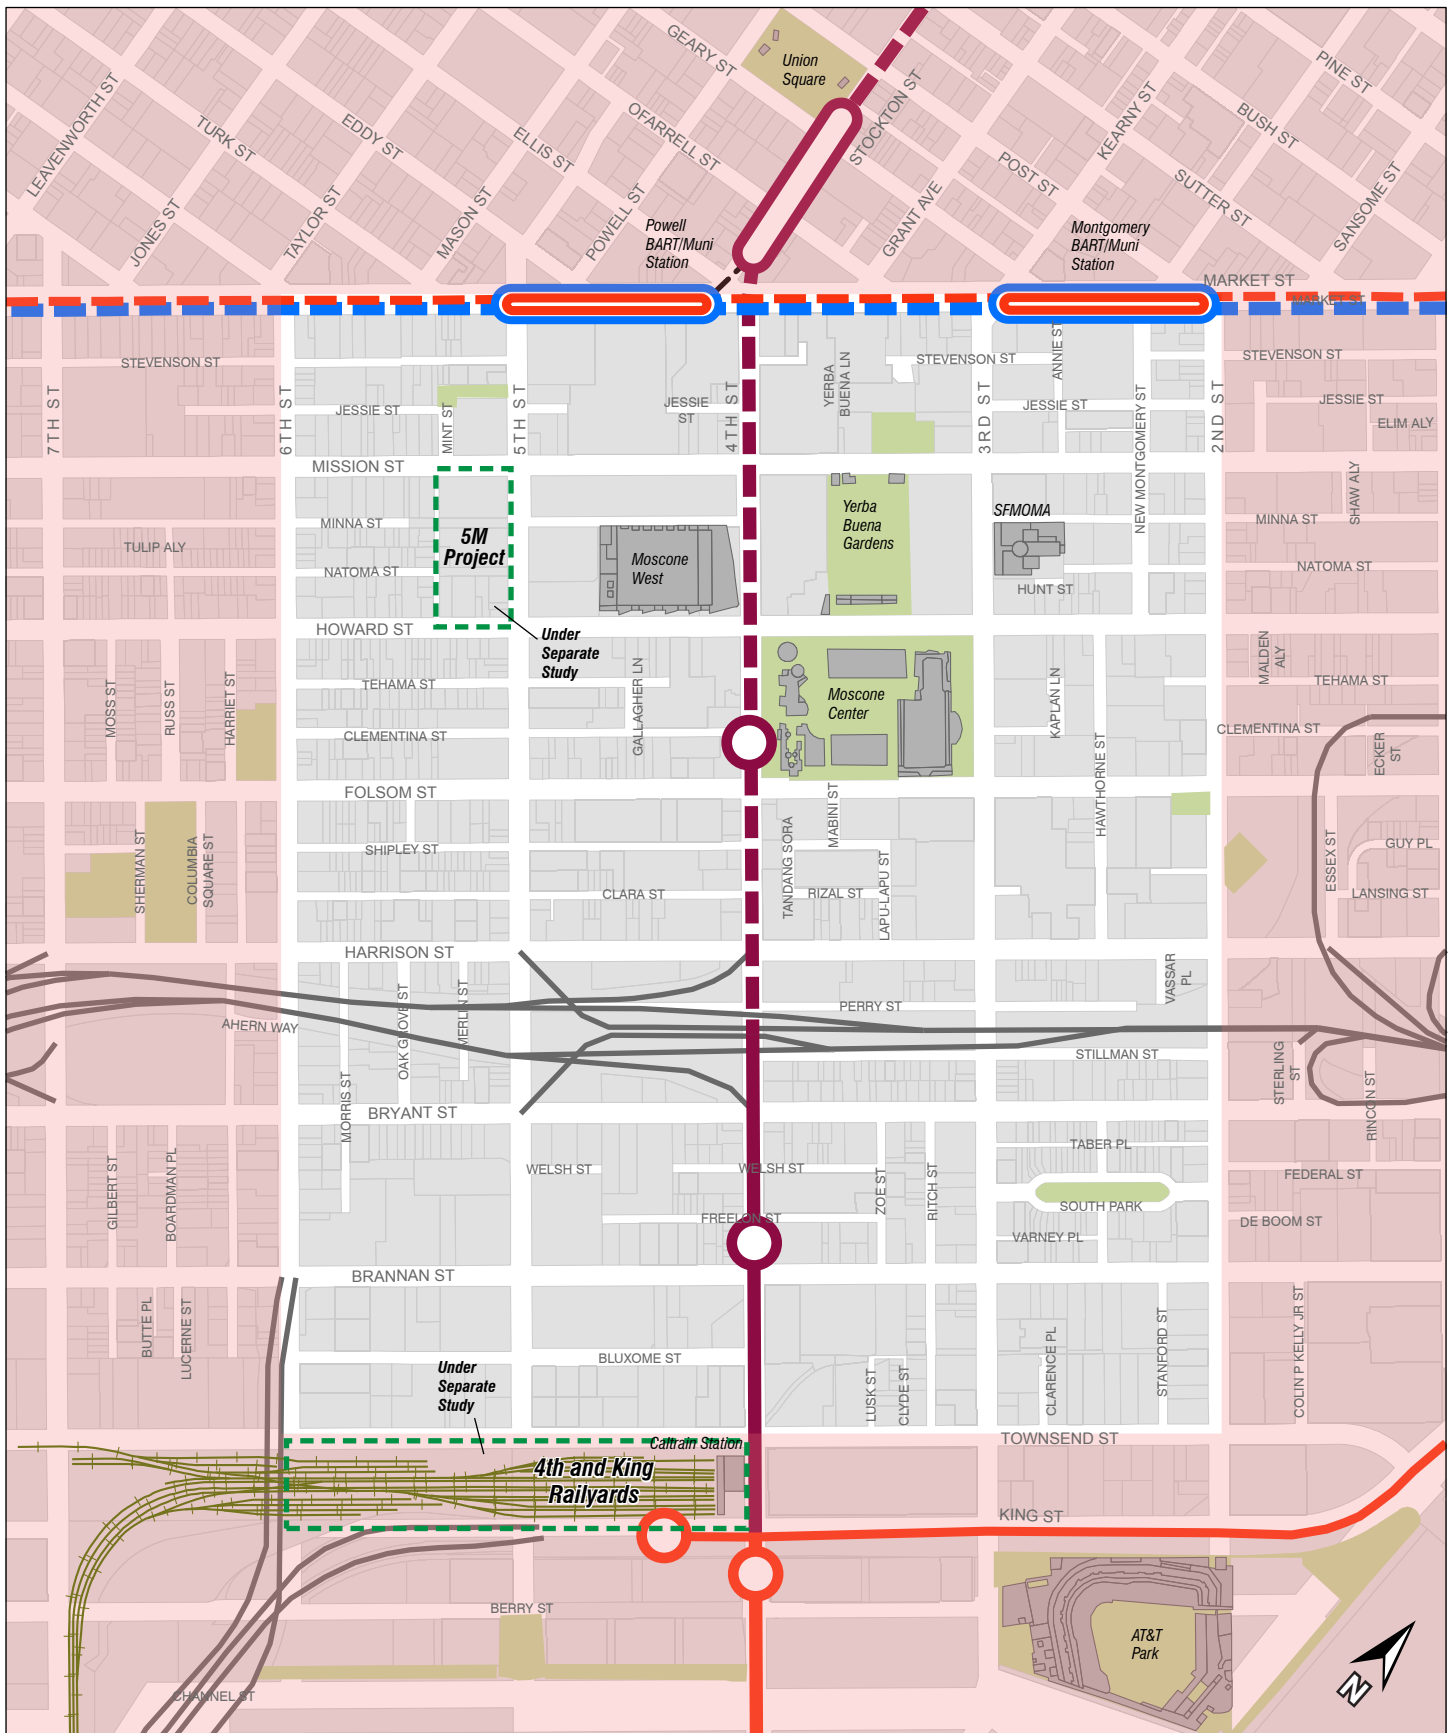 GEARY ST
Union
Square
PINE ST
LEAVENWORTH ST
TURK ST
EDDY ST
ELLIS ST
OFARRELL ST
STOCKTON ST
KEARNY ST
BUSH ST
POST ST
SUTTER ST
SANSOME ST
JONES ST
TAYLOR ST
MASON ST
POWELL ST
GRANT AVE
Powell
BART/Muni
Station
Montgomery
BART/Muni
Station
MARKET ST
MARKET ST
STEVENSON ST
STEVENSON ST
STEVENSON ST
7TH ST
6TH ST
5TH ST
4TH ST
3RD ST
2ND ST
JESSIE ST
MINT ST
JESSIE
ST
YERBA
BUENA LN
ANNIE ST
JESSIE ST
NEW MONTGOMERY ST
JESSIE ST
ELIM ALY
MISSION ST
MINNA ST
TULIP ALY
NATOMA ST
5M
Project
Moscone
West
Yerba
Buena
Gardens
SFMOMA
HUNT ST
MINNA ST
SHAW ALY
NATOMA ST
HOWARD ST
Under
Separate
Study
MOSS ST
RUSS ST
HARRIET ST
TEHAMA ST
CLEMENTINA ST
GALLAGHER LN
Moscone
Center
KAPLAN LN
HAWTHORNE ST
MALDEN
ALY
TEHAMA ST
CLEMENTINA ST
ECKER
ST
FOLSOM ST
SHERMAN ST
COLUMBIA
SQUARE ST
SHIPLEY ST
CLARA ST
TANDANG SORA
MABINI ST
RIZAL ST
LAPU-LAPU ST
ESSEX ST
GUY PL
LANSING ST
HARRISON ST
AHERN WAY
OAK GROVE ST
MERLIN ST
MORRIS ST
PERRY ST
VASSAR
PL
STILLMAN ST
STERLING
ST
RINCON ST
BRYANT ST
GILBERT ST
BOARDMAN PL
WELSH ST
WELSH ST
FREELON ST
ZOE ST
RITCH ST
TABER PL
SOUTH PARK
VARNEY PL
FEDERAL ST
DE BOOM ST
BRANNAN ST
BUTTE PL
LUCERNE ST
BLUXOME ST
LUSK ST
CLYDE ST
CLARENCE PL
STANFORD ST
COLIN P KELLY JR ST
Under
Separate
Study
TOWNSEND ST
Caltrain Station
4th and King
Railyards
KING ST
BERRY ST
AT&T
Park
CHANNEL ST
N